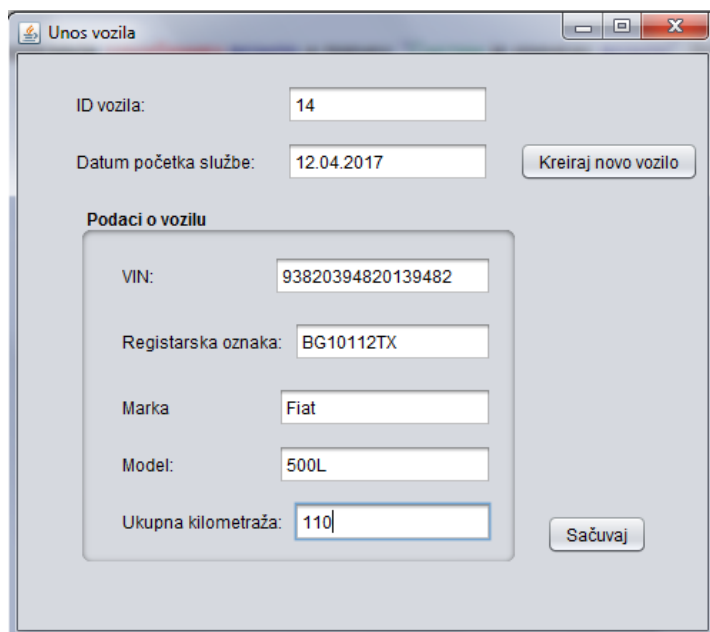 Unos vozila
ID vozila: 14
Datum početka službe: 12.04.2017 Kreiraj novo vozilo
Podaci o vozilu
VIN: 93820394820139482
Registarska oznaka: BG10112TX
Marka Fiat
Model: 500L
Ukupna kilometraža: 110
Sačuvaj